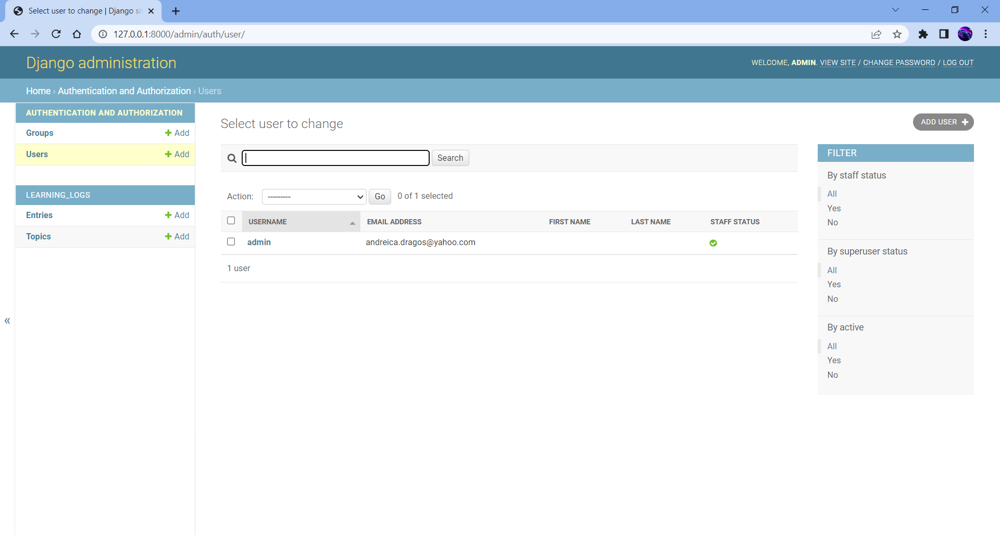 Select user to change | Django si
127.0.0.1:8000/admin/auth/user/
Django administration
WELCOME, ADMIN. VIEW SITE / CHANGE PASSWORD / LOG OUT
Home › Authentication and Authorization › Users
AUTHENTICATION AND AUTHORIZATION
Groups + Add
Users + Add
LEARNING_LOGS
Entries + Add
Topics + Add
«
Select user to change
ADD USER +
Search
Action: --------- Go 0 of 1 selected
USERNAME EMAIL ADDRESS FIRST NAME LAST NAME STAFF STATUS
admin andreica.dragos@yahoo.com
1 user
FILTER
By staff status
All
Yes
No
By superuser status
All
Yes
No
By active
All
Yes
No